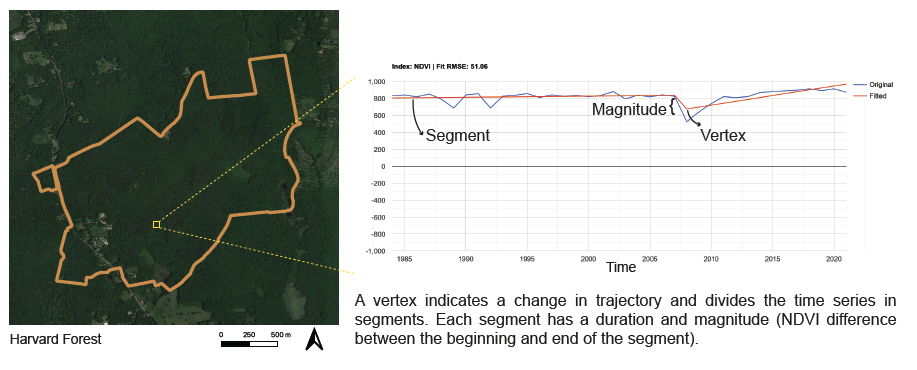 Index: NDVI | Fit RMSE: 51.06
1,000
800
600
400
200
0
-200
-400
-600
-800
-1,000
Original
Fitted
Magnitude
Segment
Vertex
1985
1990
1995
2000
2005
2010
2015
2020
Time
A vertex indicates a change in trajectory and divides the time series in
segments. Each segment has a duration and magnitude (NDVI difference
between the beginning and end of the segment).
Harvard Forest
0 250 500 m